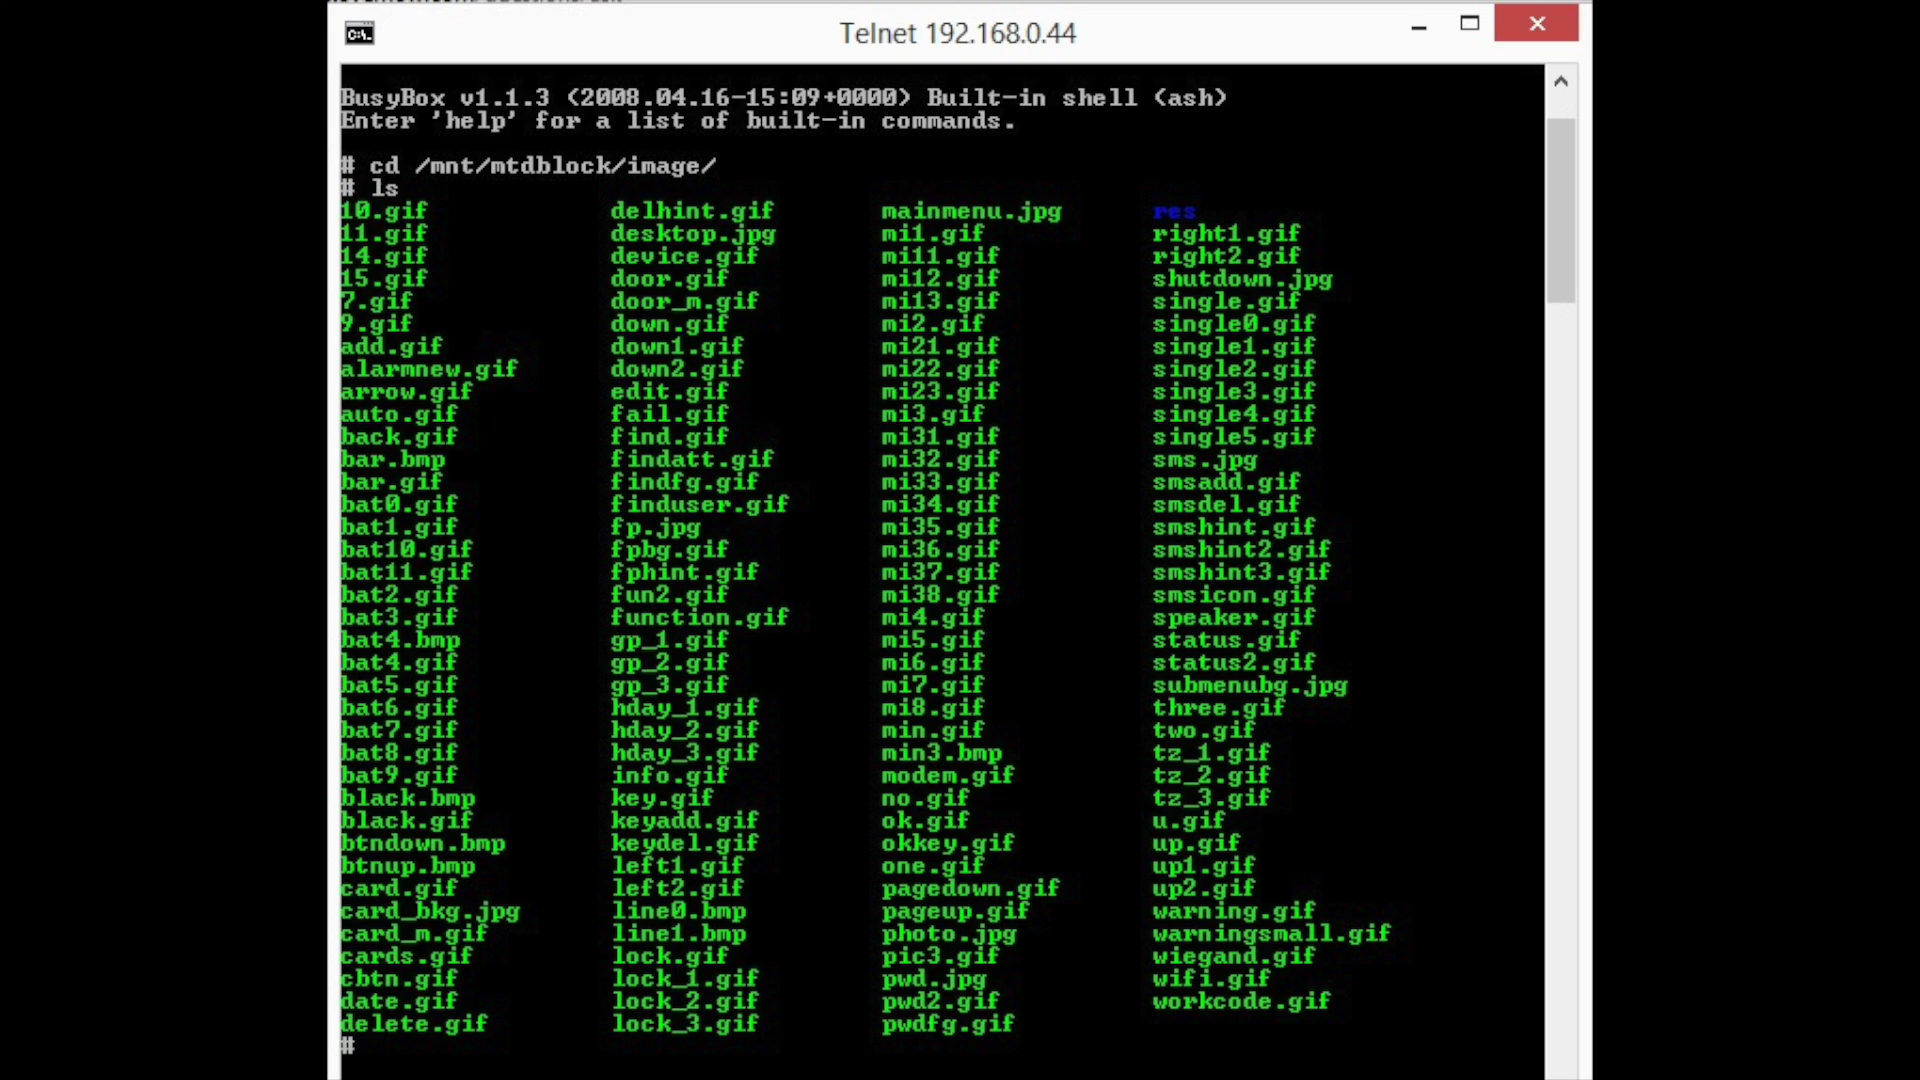 Telnet 192.168.0.44
BusyBox v1.1.3 (2008.04.16-15:09+0000) Built-in shell (ash)
Enter 'help' for a list of built-in commands.
# cd /mnt/mtdblock/image/
# ls
10.gif delhint.gif mainmenu.jpg res
11.gif desktop.jpg mi1.gif right1.gif
14.gif device.gif mi11.gif right2.gif
15.gif door.gif mi12.gif shutdown.jpg
7.gif door_m.gif mi13.gif single.gif
9.gif down.gif mi2.gif single0.gif
add.gif down1.gif mi21.gif single1.gif
alarmnew.gif down2.gif mi22.gif single2.gif
arrow.gif edit.gif mi23.gif single3.gif
auto.gif fail.gif mi3.gif single4.gif
back.gif find.gif mi31.gif single5.gif
bar.bmp findatt.gif mi32.gif sms.jpg
bar.gif findfg.gif mi33.gif smsadd.gif
bat0.gif finduser.gif mi34.gif smsdel.gif
bat1.gif fp.jpg mi35.gif smshint.gif
bat10.gif fpbg.gif mi36.gif smshint2.gif
bat11.gif fphint.gif mi37.gif smshint3.gif
bat2.gif fun2.gif mi38.gif smsicon.gif
bat3.gif function.gif mi4.gif speaker.gif
bat4.bmp gp_1.gif mi5.gif status.gif
bat4.gif gp_2.gif mi6.gif status2.gif
bat5.gif gp_3.gif mi7.gif submenubg.jpg
bat6.gif hday_1.gif mi8.gif three.gif
bat7.gif hday_2.gif min.gif two.gif
bat8.gif hday_3.gif min3.bmp tz_1.gif
bat9.gif info.gif modem.gif tz_2.gif
black.bmp key.gif no.gif tz_3.gif
black.gif keyadd.gif ok.gif u.gif
btndown.bmp keydel.gif okkey.gif up.gif
btnup.bmp left1.gif one.gif up1.gif
card.gif left2.gif pagedown.gif up2.gif
card_bkg.jpg line0.bmp pageup.gif warning.gif
card_m.gif line1.bmp photo.jpg warningsmall.gif
cards.gif lock.gif pic3.gif wiegand.gif
cbtn.gif lock_1.gif pwd.jpg wifi.gif
date.gif lock_2.gif pwd2.gif workcode.gif
delete.gif lock_3.gif pwdfg.gif
#